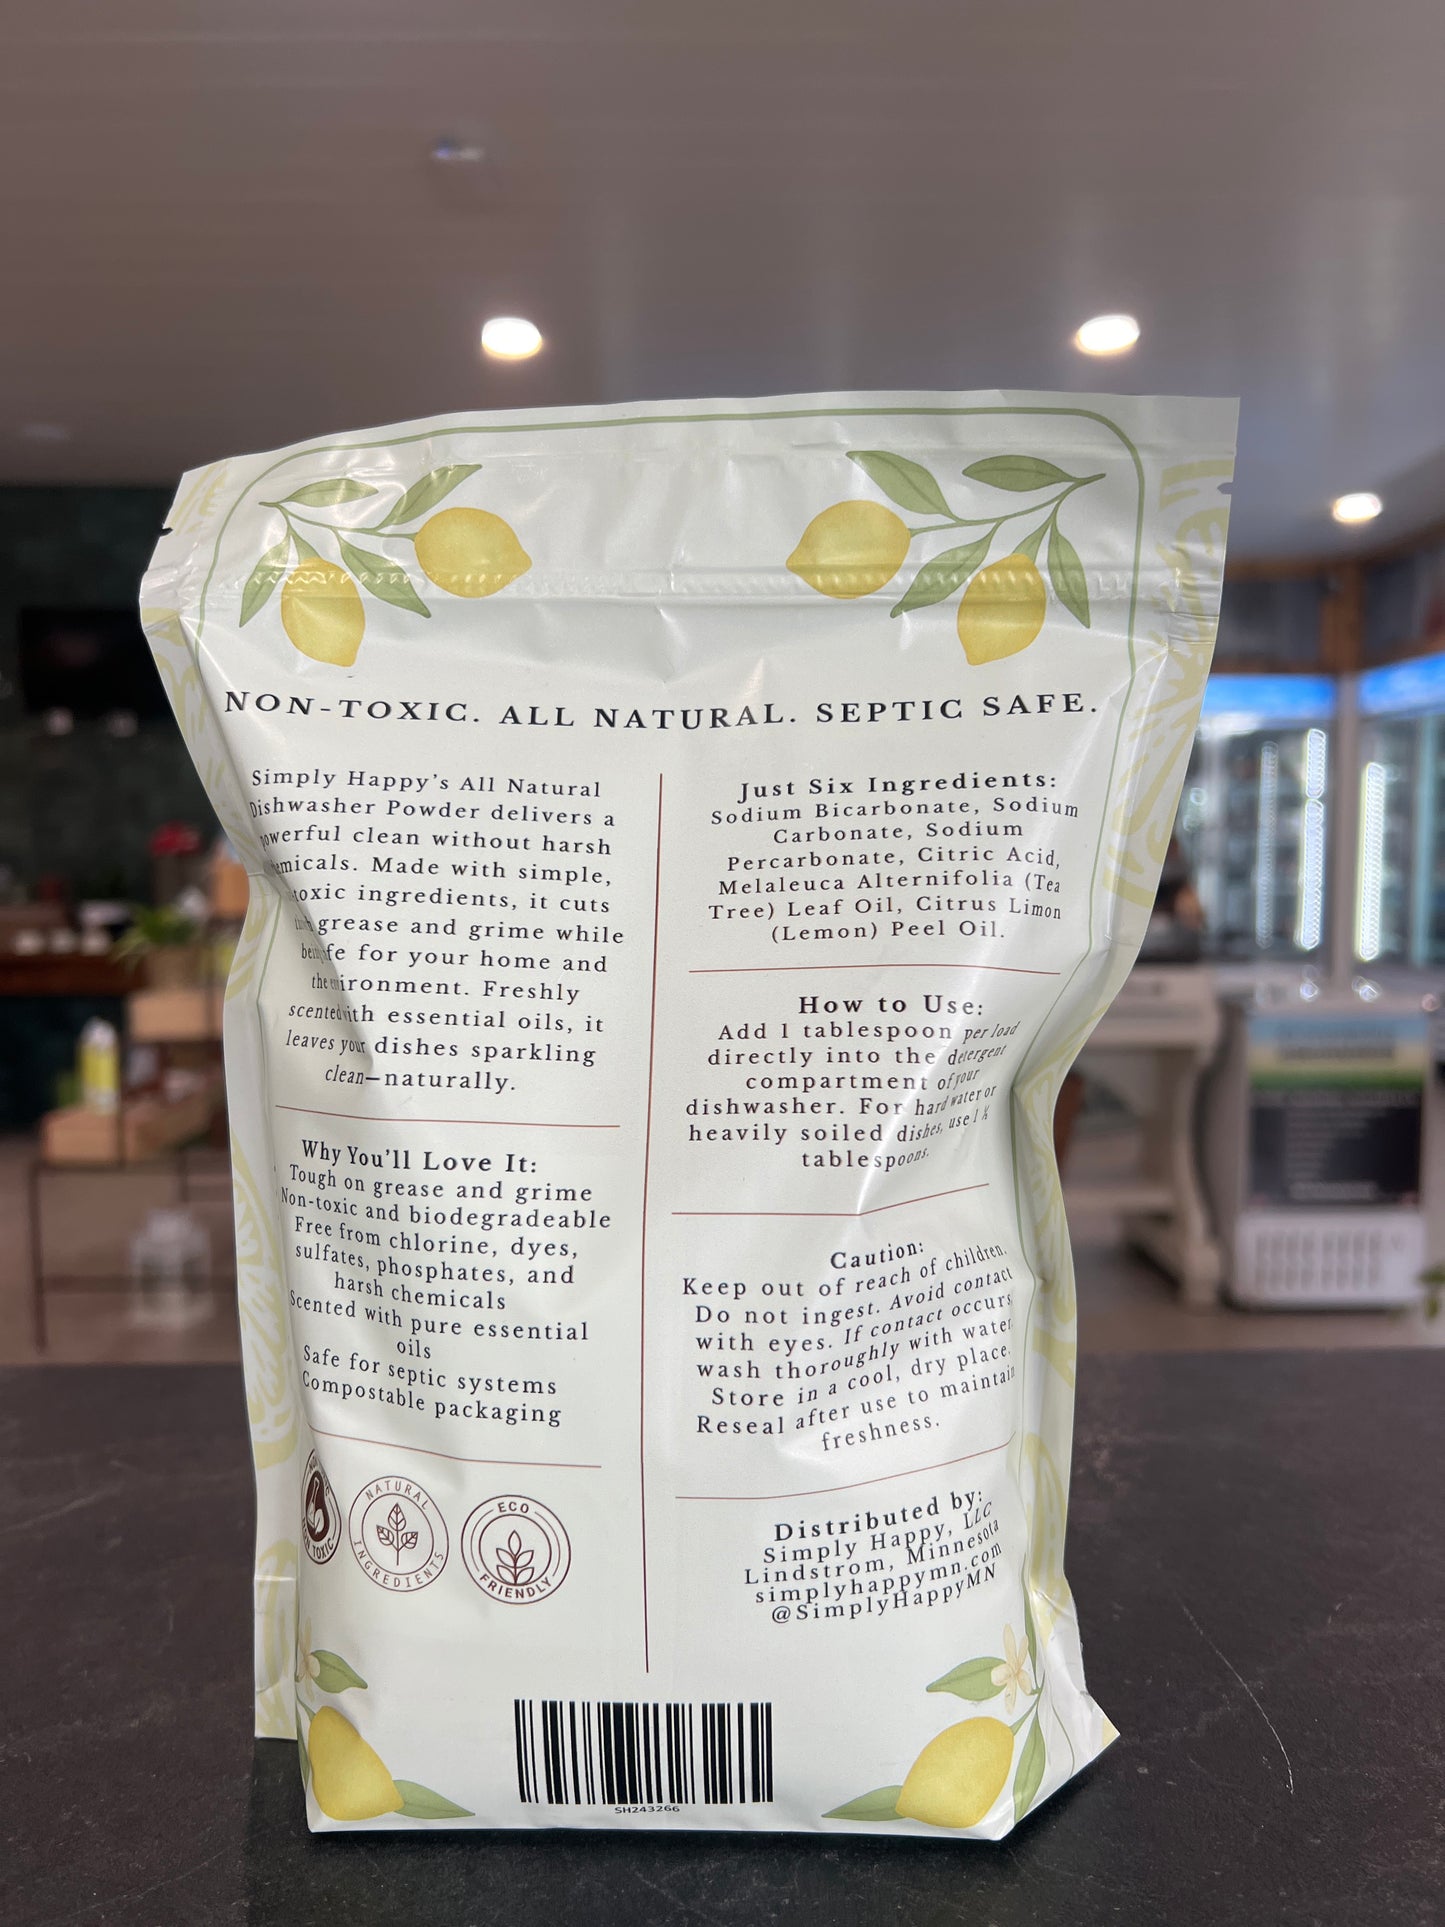 NON-TOXIC. ALL NATURAL. SEPTIC SAFE.
Simply Happy's All Natural
Dishwasher Powder delivers a
powerful clean without harsh
emicals. Made with simple,
toxic ingredients, it cuts
grease and grime while
fe for your home and
the ironment. Freshly
scented ith essential oils, it
leaves your dishes sparkling
clean—naturally.
Why You'll Love It:
Tough on grease and grime
Non-toxic and biodegradeable
Free from chlorine, dyes,
sulfates, phosphates, and
harsh chemicals
Scented with pure essential
oils
Safe for septic systems
Compostable packaging
TOXIC
NATURAL
INGREDIENTS
ECO
FRIENDLY
Just Six Ingredients:
Sodium Bicarbonate, Sodium
Carbonate, Sodium
Percarbonate, Citric Acid,
Melaleuca Alternifolia (Tea
Tree) Leaf Oil, Citrus Limon
(Lemon) Peel Oil.
How to Use:
Add 1 tablespoon per load
directly into the detergent
compartment of your
dishwasher. For hard water or
heavily soiled dishes, use 1 ½
tablespoons.
Caution:
Keep out of reach of children.
Do not ingest. Avoid contact
with eyes. If contact occurs
wash thoroughly with water.
Store in a cool, dry place.
Reseal after use to maintain
freshness.
Distributed by:
Simply Happy, LLC
Lindstrom, Minnesota
simplyhappymn.com
@SimplyHappyMN
SH243266